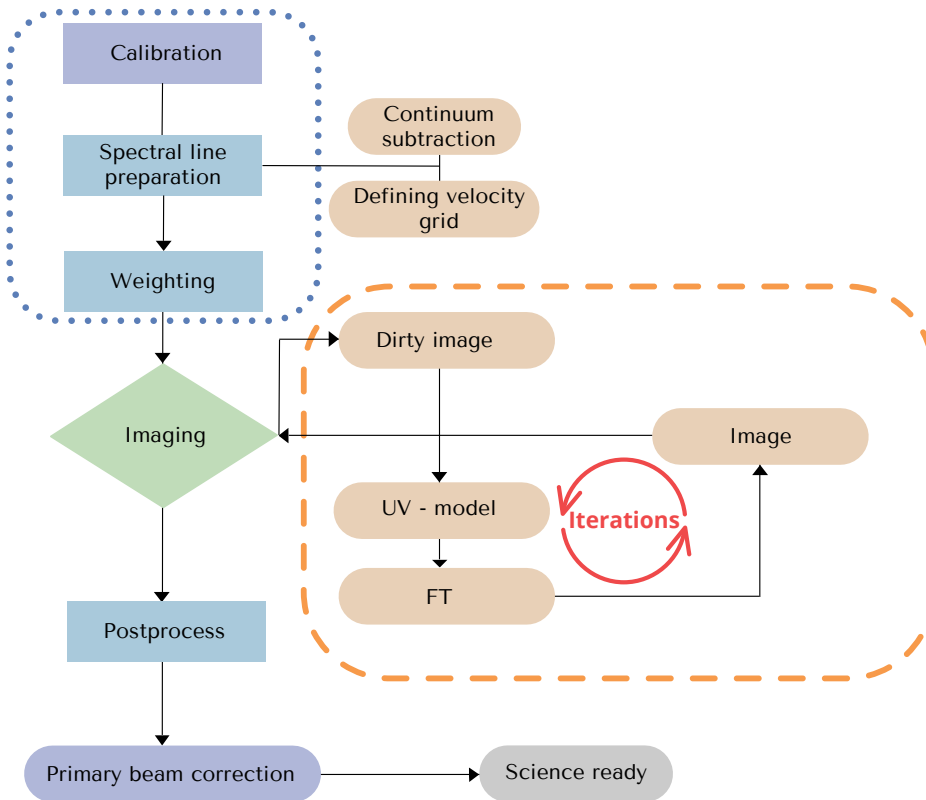 Calibration
Continuum
subtraction
Spectral line
preparation
Defining velocity
grid
Weighting
Dirty image
Imaging
Image
UV - model
Iterations
FT
Postprocess
Primary beam correction
Science ready